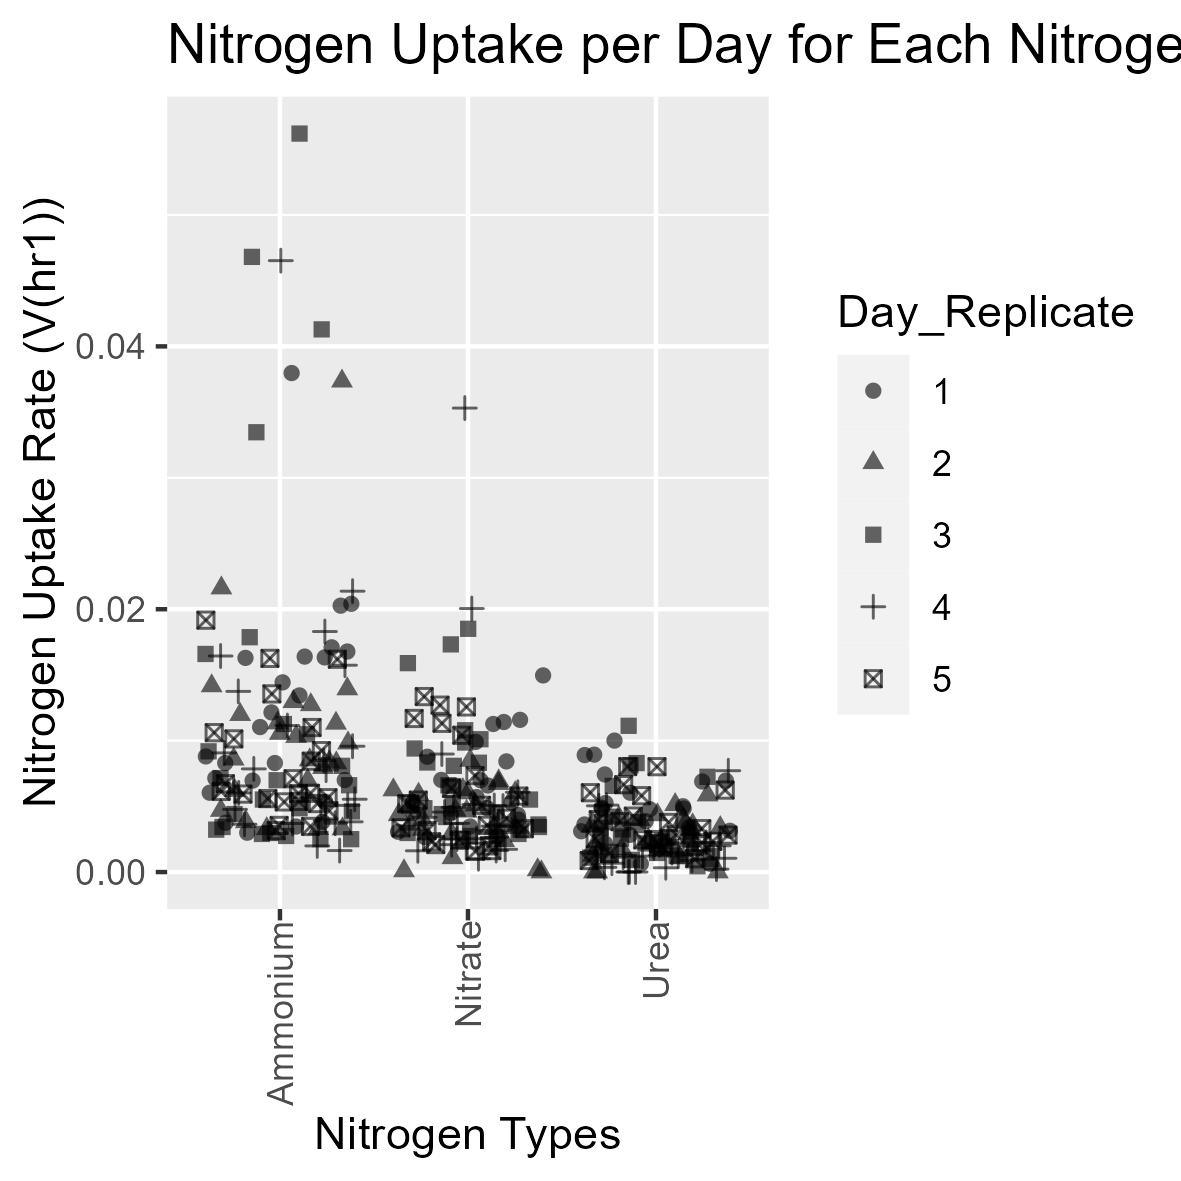 Nitrogen Uptake per Day for Each Nitroge
Nitrogen Uptake Rate (V(hr1))
0.04
0.02
0.00
Ammonium
Nitrate
Urea
Nitrogen Types
Day_Replicate
1
2
3
4
5